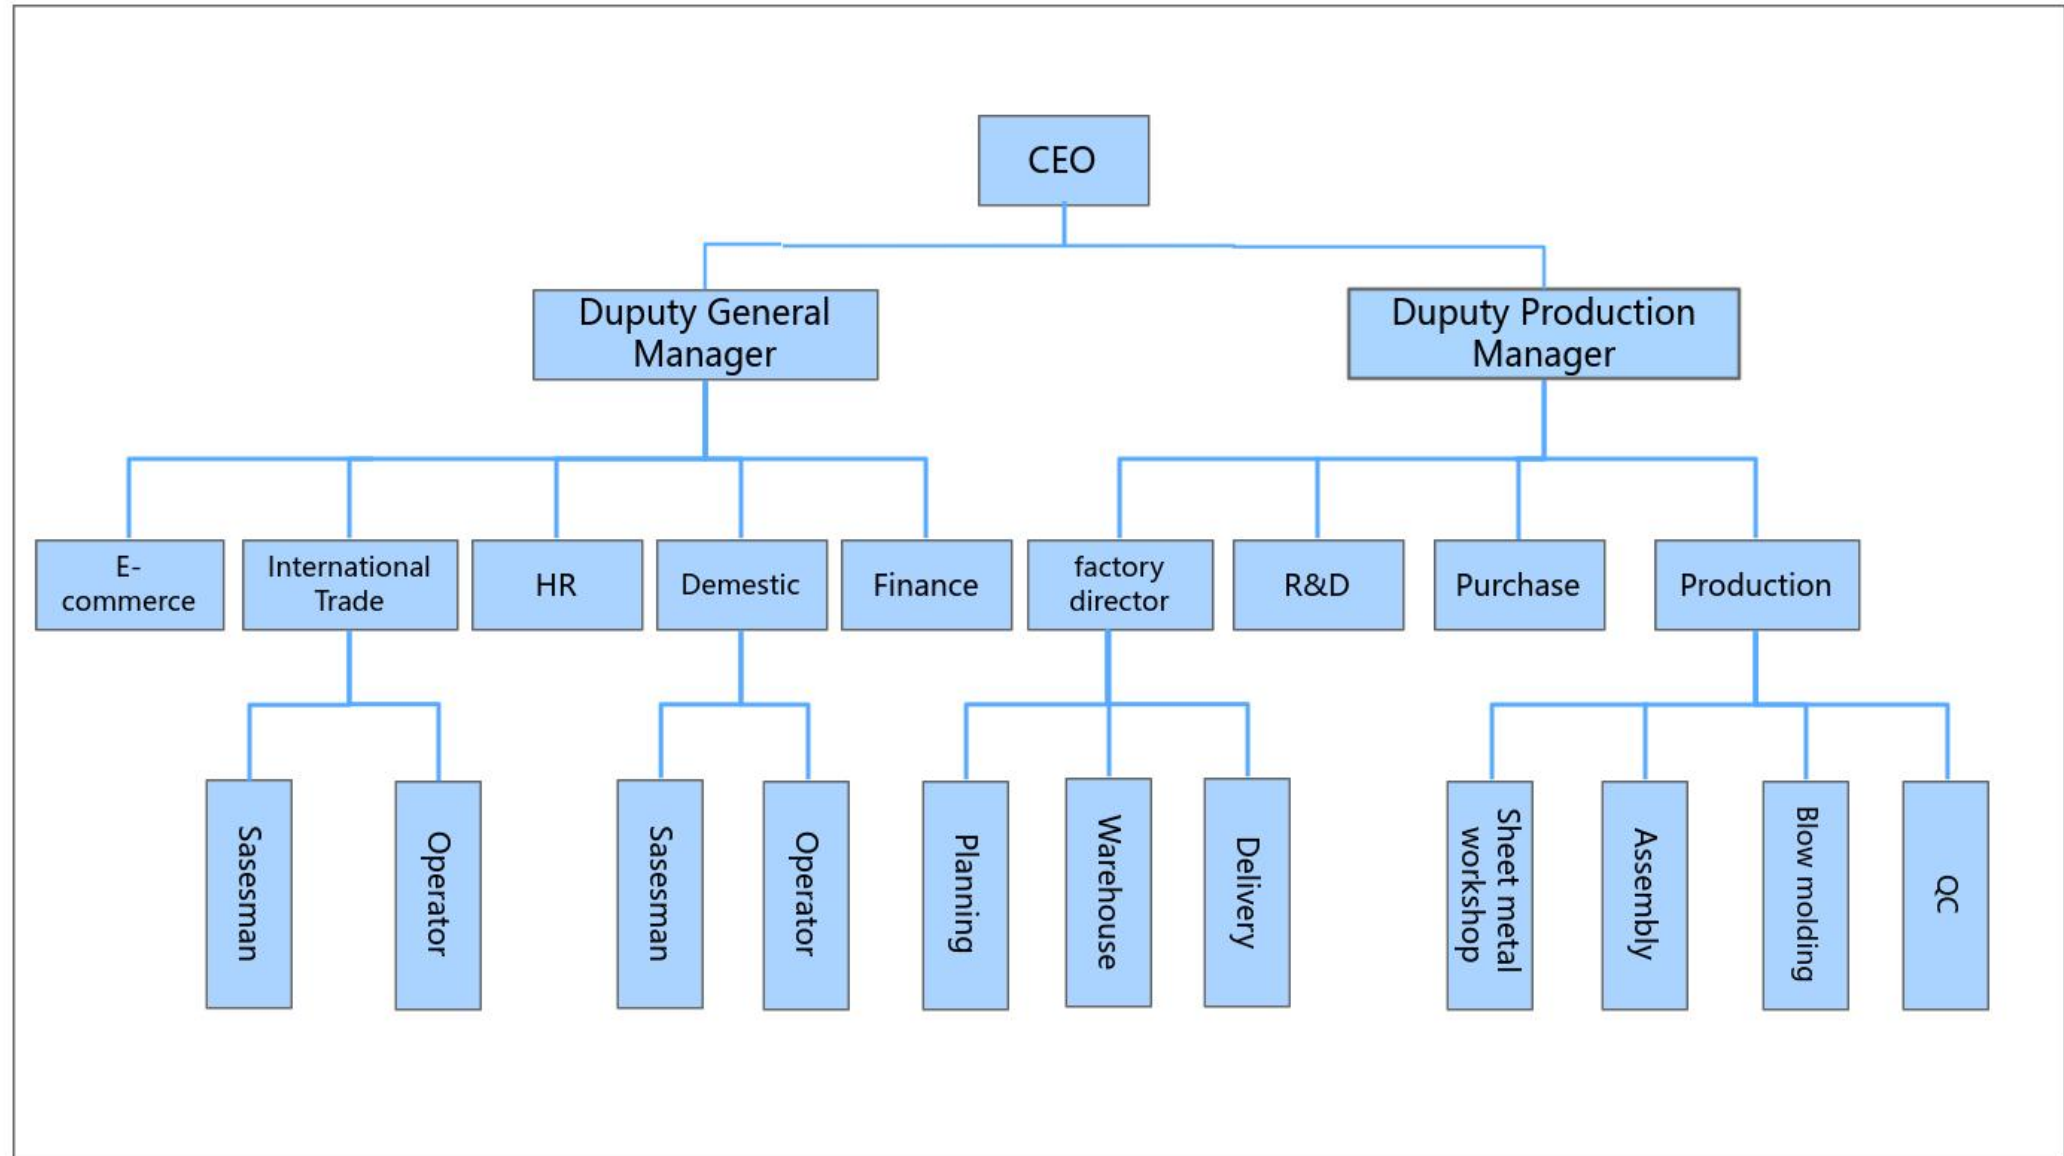 CEO
Duputy General
Manager
Duputy Production
Manager
E-
commerce
International
Trade
HR
Demestic
Finance
factory
director
R&D
Purchase
Production
Sasesman
Operator
Sasesman
Operator
Planning
Warehouse
Delivery
Sheet metal
workshop
Assembly
Blow molding
QC